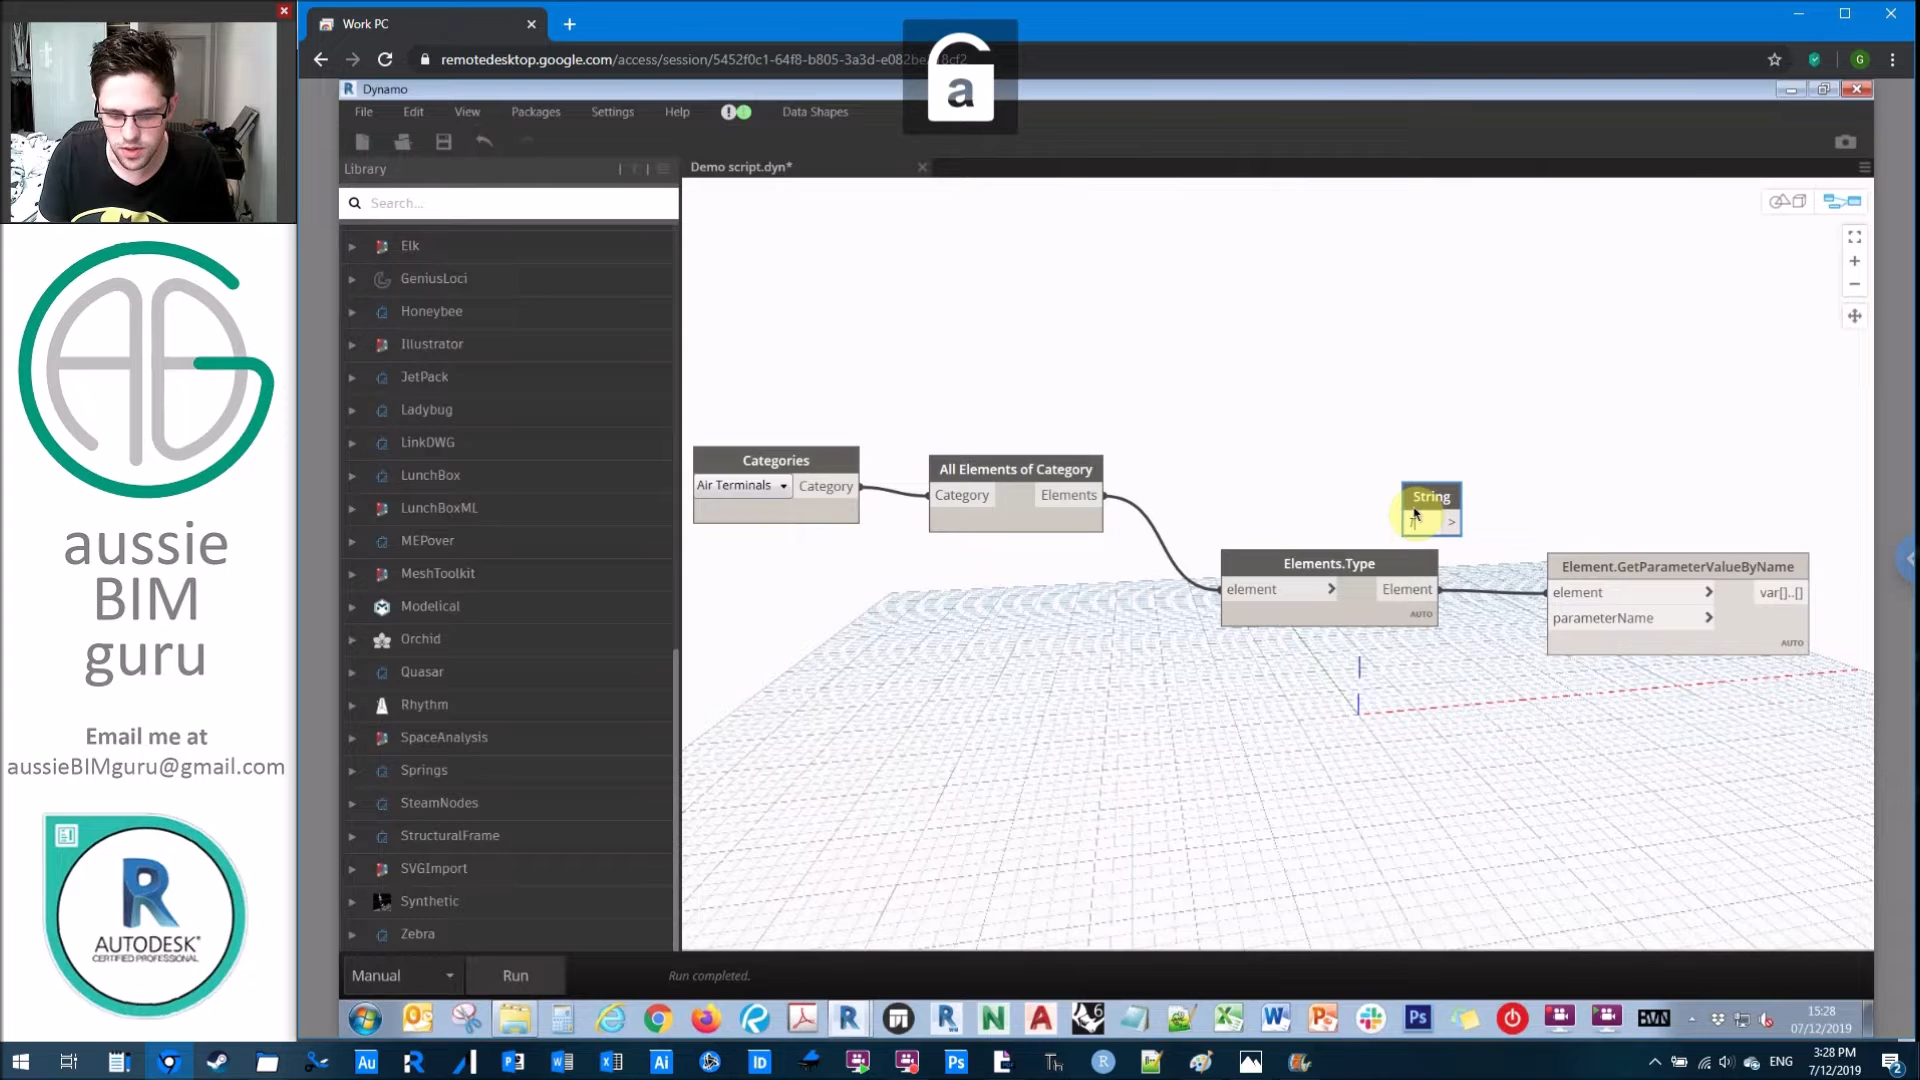 Work PC
remotedesktop.google.com/access/session/5452f0c1-64f8-b805-3a3d-e082be
8cf2
a
G
Dynamo
File Edit View Packages Settings Help Data Shapes
Library
Demo script.dyn*
Search...
Elk
GeniusLoci
Honeybee
Illustrator
JetPack
Ladybug
LinkDWG
LunchBox
LunchBoxML
MEPover
MeshToolkit
Modelical
Orchid
Quasar
Rhythm
SpaceAnalysis
Springs
SteamNodes
StructuralFrame
SVGImport
Synthetic
Zebra
Categories
Air Terminals
Category
All Elements of Category
Category Elements
String
T >
Elements.Type
element Element
AUTO
Element.GetParameterValueByName
element var[]..[]
parameterName
AUTO
Manual
Run
Run completed.
aussie
BIM
guru
Email me at
aussieBIMguru@gmail.com
R
AUTODESK
CERTIFIED PROFESSIONAL
15:28
07/12/2019
ENG
3:28 PM
7/12/2019